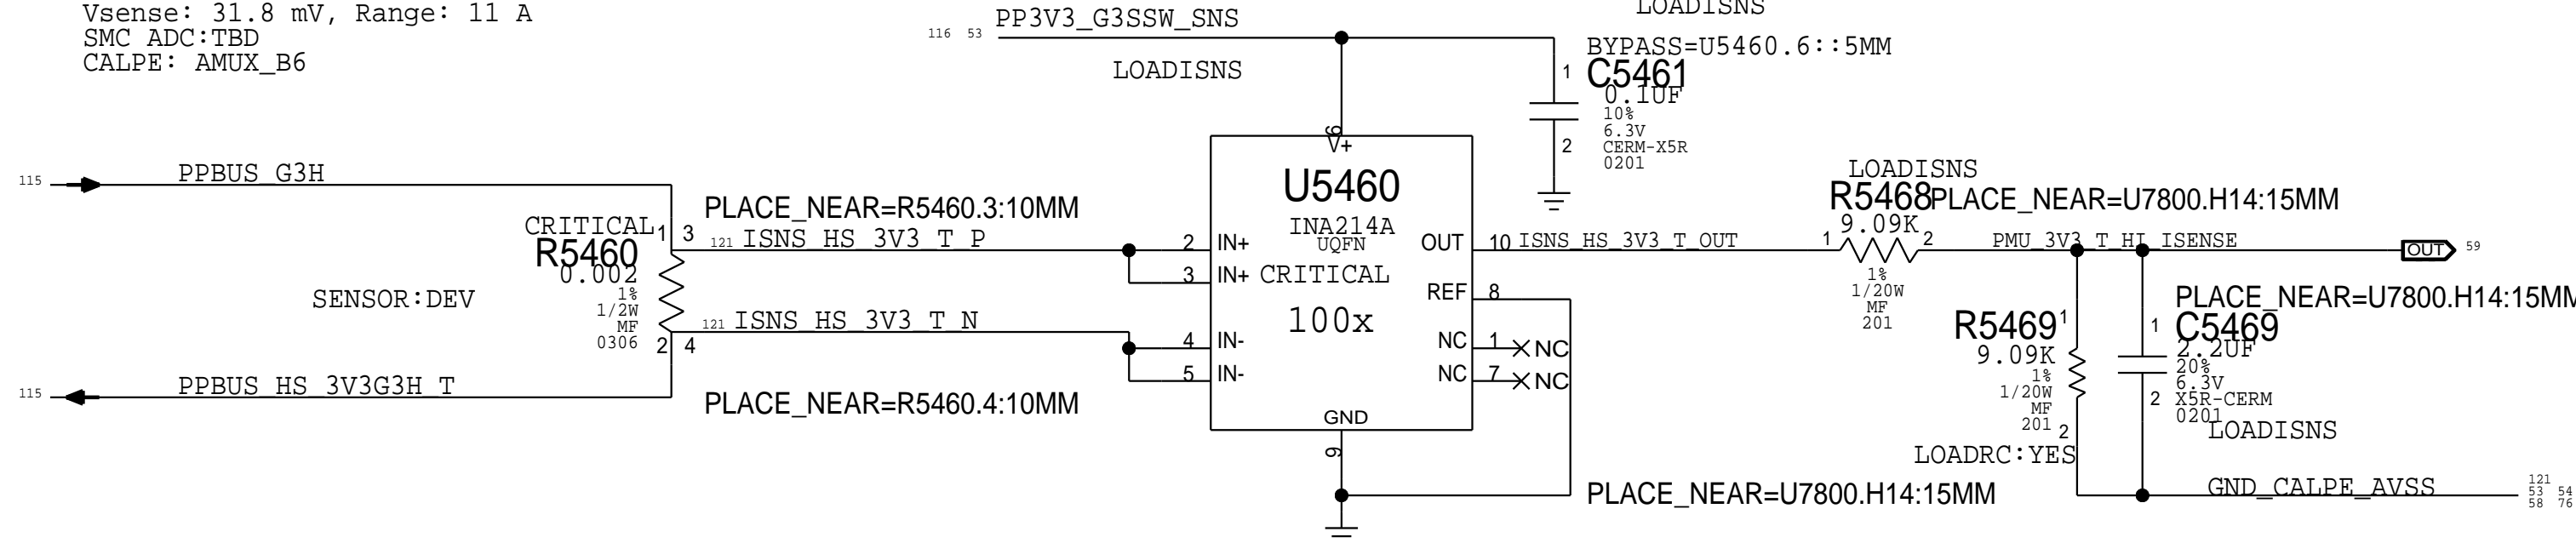 Vsense: 31.8 mV, Range: 11 A
SMC ADC:TBD
CALPE: AMUX_B6
116 53 PP3V3_G3SSW_SNS
LOADISNS
LOADISNS
BYPASS=U5460.6::5MM
1 C5461
0.1UF
10%
6.3V
2 CERM-X5R
0201
6
V+
U5460
INA214A
UQFN
CRITICAL
100x
2 IN+
3 IN+
4 IN-
5 IN-
OUT 10
REF 8
NC 1 NC
NC 7 NC
GND
9
115 PPBUS_G3H
CRITICAL 1 3
R5460
0.002
1%
1/2W
MF
0306 2 4
SENSOR:DEV
PLACE_NEAR=R5460.3:10MM
121 ISNS_HS_3V3_T_P
121 ISNS_HS_3V3_T_N
PLACE_NEAR=R5460.4:10MM
115 PPBUS_HS_3V3G3H_T
ISNS_HS_3V3_T_OUT
LOADISNS
R5468 PLACE_NEAR=U7800.H14:15MM
9.09K
1 2
1%
1/20W
MF
201
PMU_3V3_T_HI_ISENSE
OUT 59
R5469 1
9.09K
1%
1/20W
MF
201 2
LOADRC:YES
PLACE_NEAR=U7800.H14:15MM
1 C5469
2.2UF
20%
6.3V
2 X5R-CERM
0201
LOADISNS
PLACE_NEAR=U7800.H14:15MM
GND_CALPE_AVSS
121
53 54
58 76